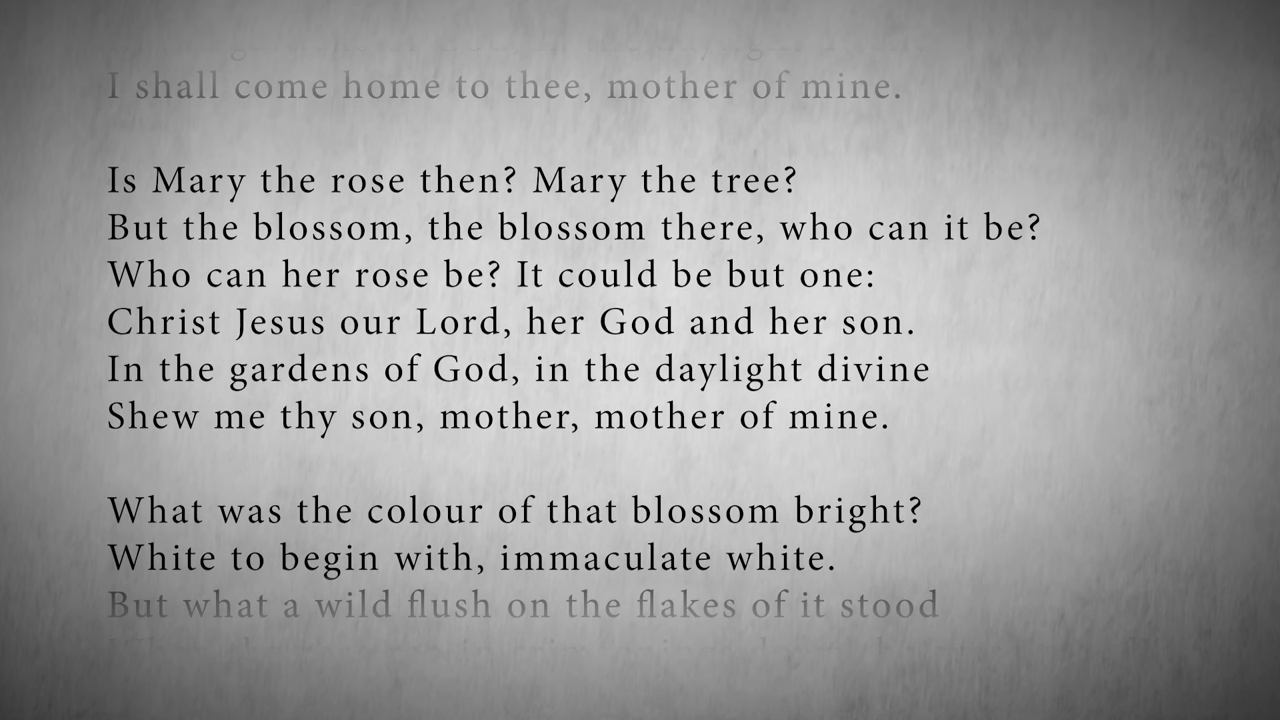 I shall come home to thee, mother of mine.
Is Mary the rose then? Mary the tree?
But the blossom, the blossom there, who can it be?
Who can her rose be? It could be but one:
Christ Jesus our Lord, her God and her son.
In the gardens of God, in the daylight divine
Shew me thy son, mother, mother of mine.
What was the colour of that blossom bright?
White to begin with, immaculate white.
But what a wild flush on the flakes of it stood